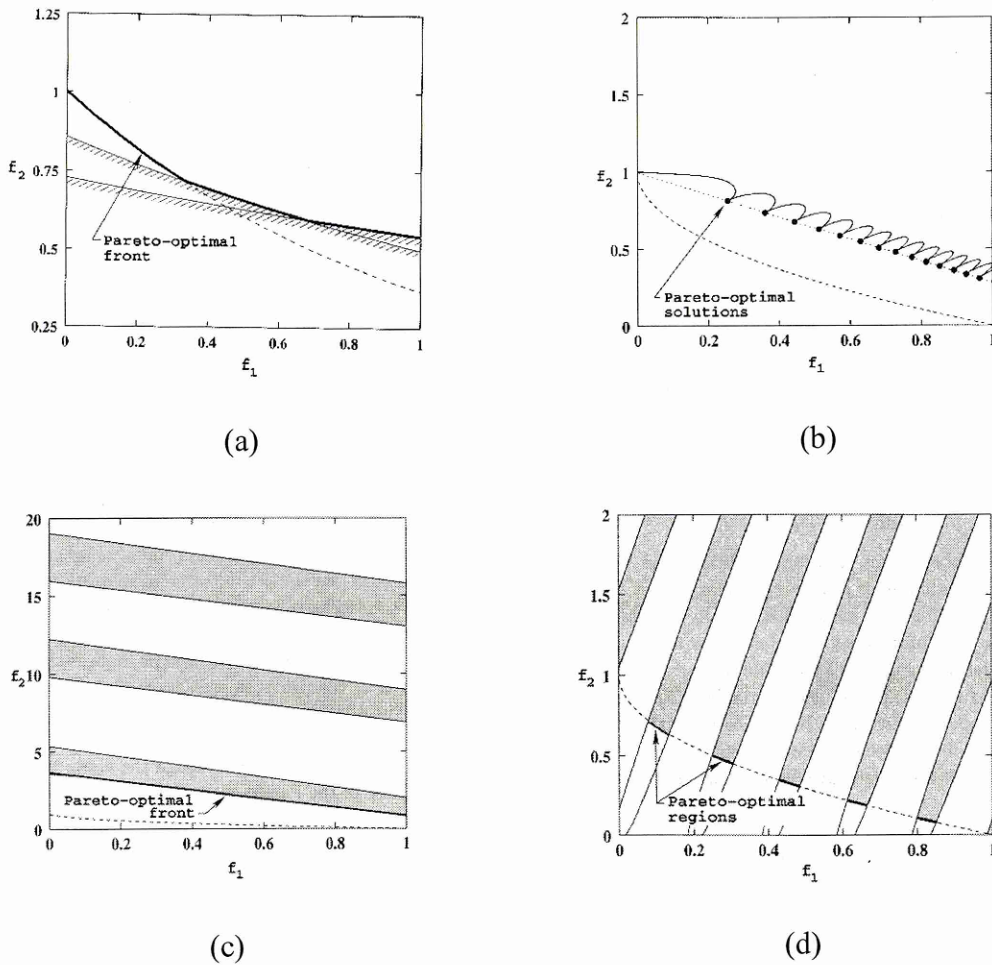 1.25
1
f2 0.75
0.5
0.25
Pareto-optimal
front
0 0.2 0.4 0.6 0.8 1
f1
(a)
2
1.5
f2 1
0.5
0
Pareto-optimal
solutions
0 0.2 0.4 0.6 0.8 1
f1
(b)
20
15
f2 10
5
0
Pareto-optimal
front
0 0.2 0.4 0.6 0.8 1
f1
(c)
2
1.5
f2 1
0.5
0
Pareto-optimal
regions
0 0.2 0.4 0.6 0.8 1
f1
(d)